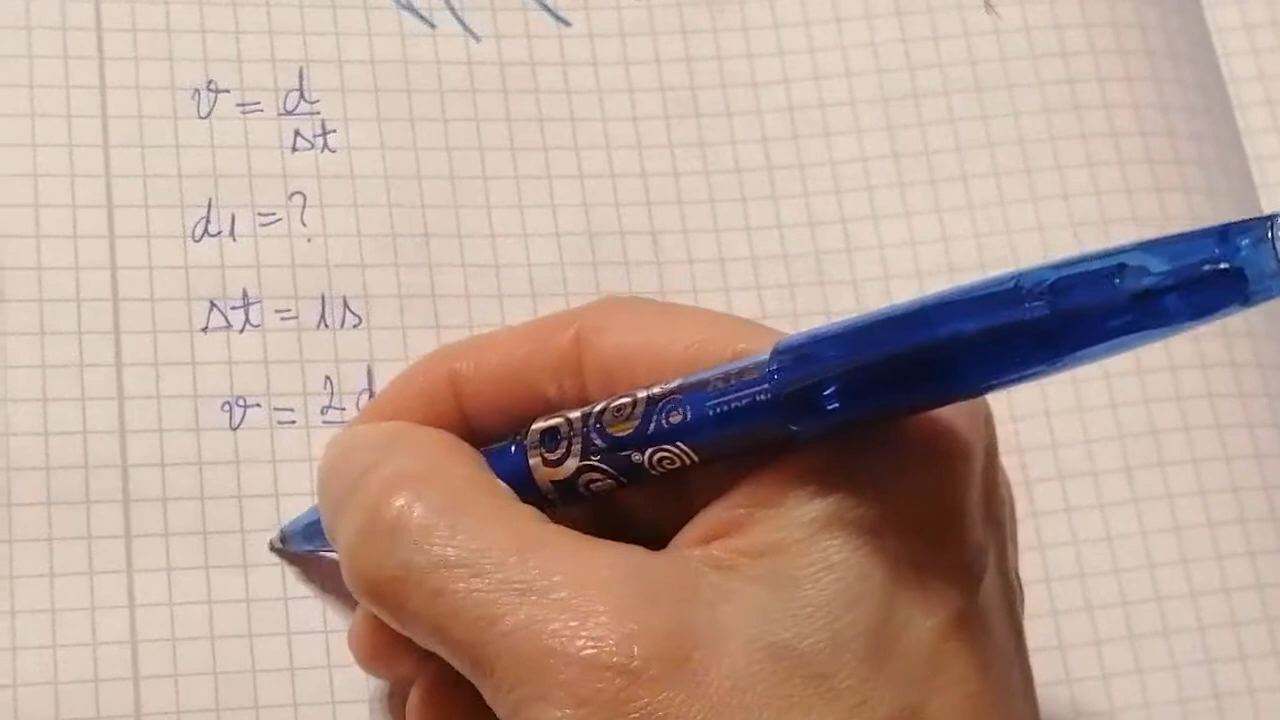 v = d/Δt
d1 = ?
Δt = 1s
v = 2d